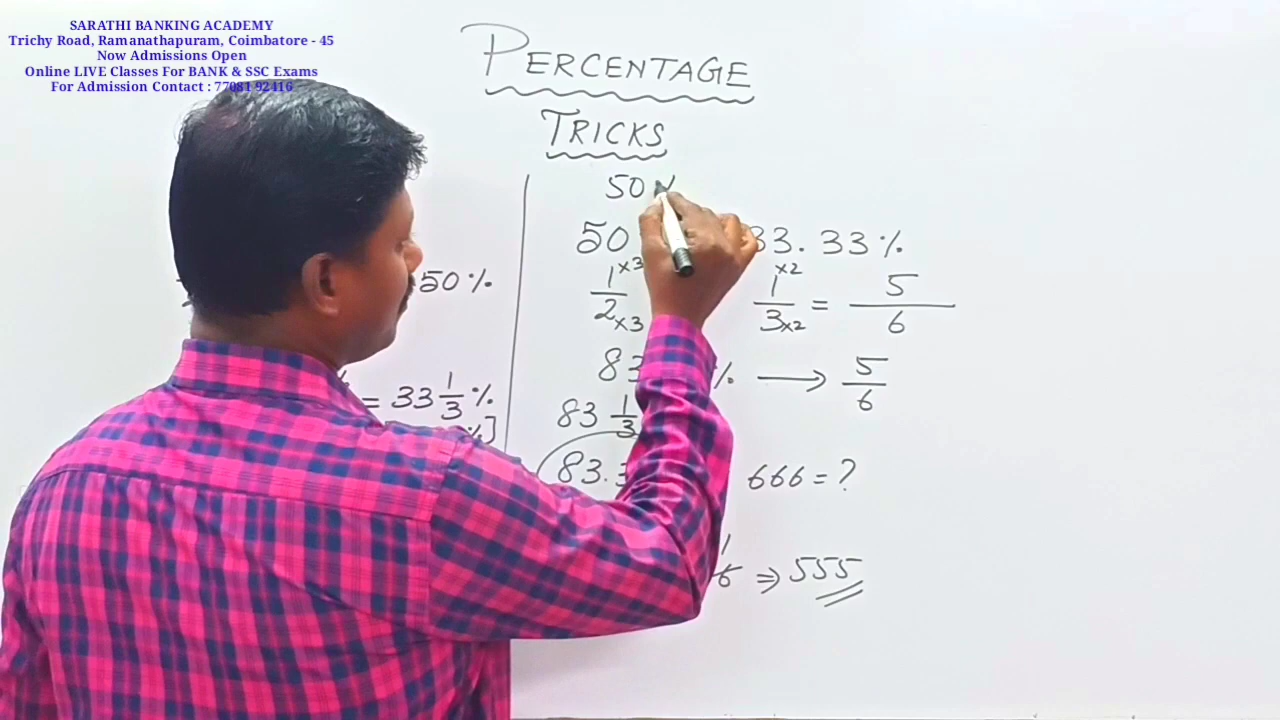 SARATHI BANKING ACADEMY
Trichy Road, Ramanathapuram, Coimbatore - 45
Now Admissions Open
Online LIVE Classes For BANK & SSC Exams
For Admission Contact : 77081 92416
PERCENTAGE
TRICKS
50%
50 33.33%
50%
1×3 / 2×3 1×2 / 3×2 = 5 / 6
83 % → 5/6
= 33 1/3 %
83 1/3
%]
83.3 666 = ?
1 / 6 ⇒ 555